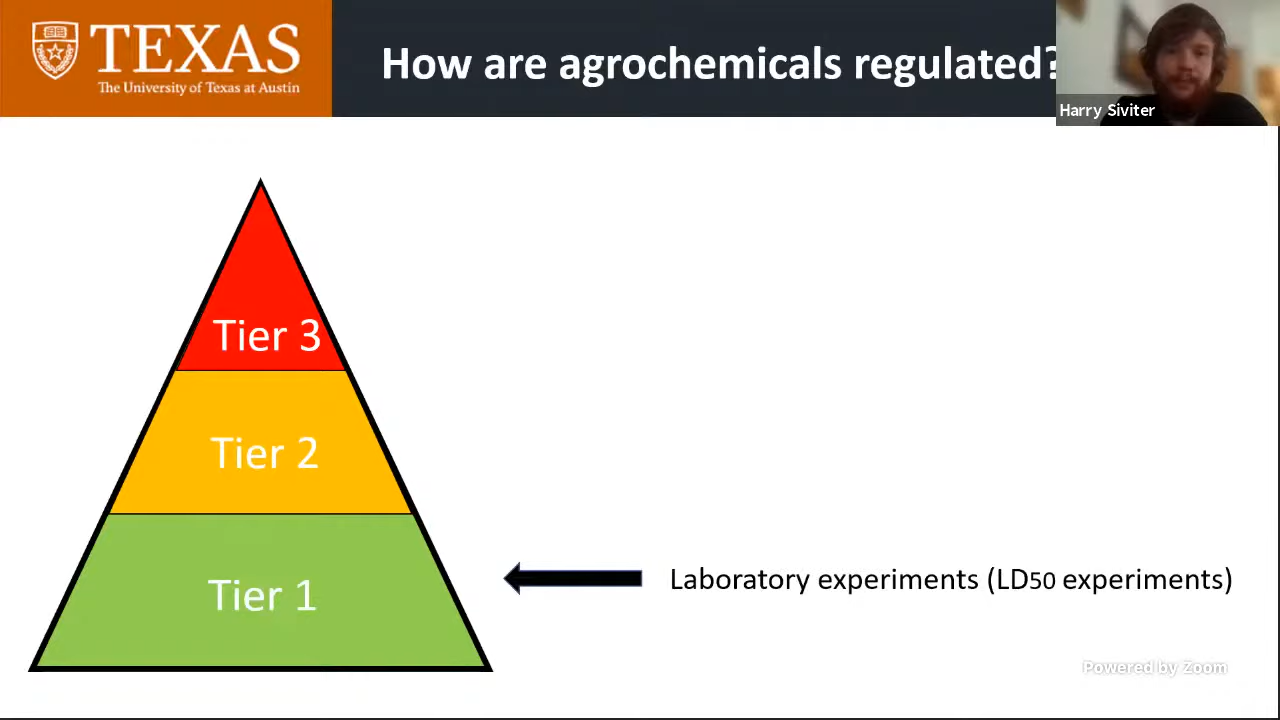 TEXAS
The University of Texas at Austin
How are agrochemicals regulated?
Harry Siviter
Tier 3
Tier 2
Tier 1
Laboratory experiments (LD50 experiments)
Powered by Zoom